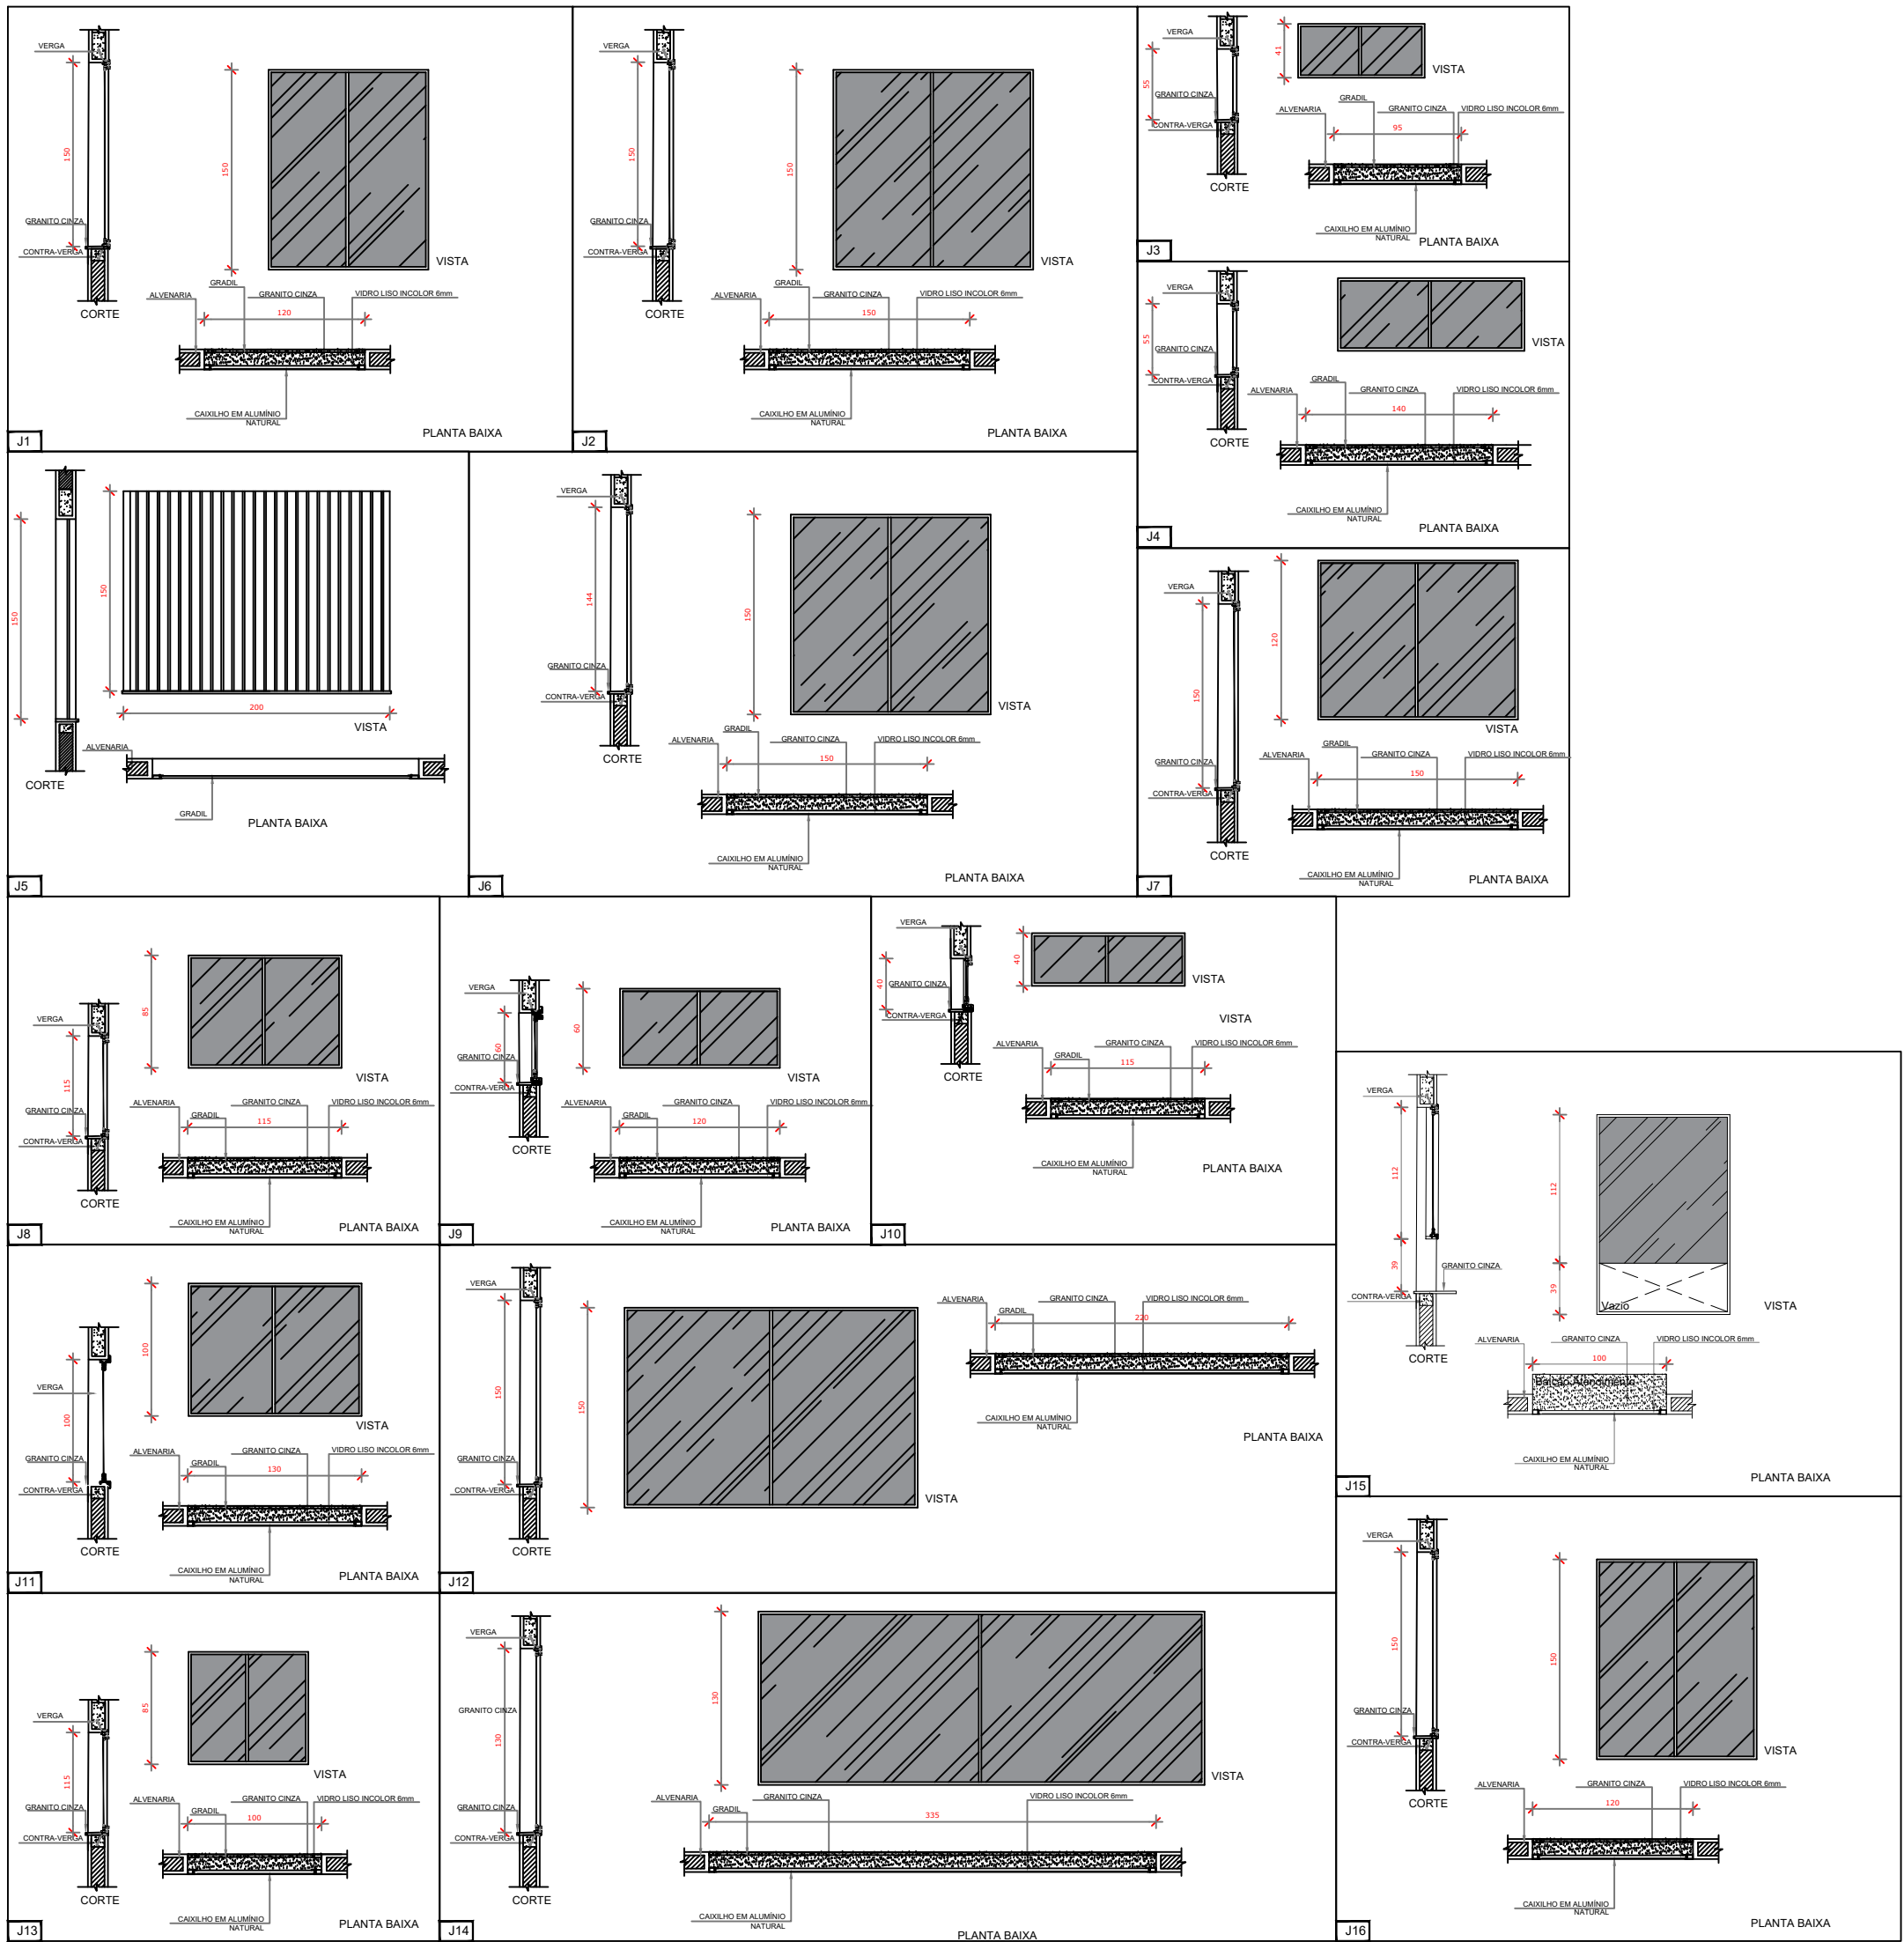 VERGA
150
GRANITO CINZA
CONTRA-VERGA
CORTE
150
VISTA
ALVENARIA
GRADIL
GRANITO CINZA
VIDRO LISO INCOLOR 6mm
120
CAIXILHO EM ALUMÍNIO
NATURAL
PLANTA BAIXA
J1
VERGA
150
GRANITO CINZA
CONTRA-VERGA
CORTE
150
VISTA
ALVENARIA
GRADIL
GRANITO CINZA
VIDRO LISO INCOLOR 6mm
150
CAIXILHO EM ALUMÍNIO
NATURAL
PLANTA BAIXA
J2
VERGA
55
GRANITO CINZA
CONTRA-VERGA
CORTE
41
VISTA
ALVENARIA
GRADIL
GRANITO CINZA
VIDRO LISO INCOLOR 6mm
95
CAIXILHO EM ALUMÍNIO
NATURAL
PLANTA BAIXA
J3
VERGA
55
GRANITO CINZA
CONTRA-VERGA
CORTE
VISTA
ALVENARIA
GRADIL
GRANITO CINZA
VIDRO LISO INCOLOR 6mm
140
CAIXILHO EM ALUMÍNIO
NATURAL
PLANTA BAIXA
J4
150
150
200
VISTA
ALVENARIA
CORTE
GRADIL
PLANTA BAIXA
J5
VERGA
144
GRANITO CINZA
CONTRA-VERGA
CORTE
150
VISTA
ALVENARIA
GRADIL
GRANITO CINZA
VIDRO LISO INCOLOR 6mm
150
CAIXILHO EM ALUMÍNIO
NATURAL
PLANTA BAIXA
J6
VERGA
150
GRANITO CINZA
CONTRA-VERGA
CORTE
120
VISTA
ALVENARIA
GRADIL
GRANITO CINZA
VIDRO LISO INCOLOR 6mm
150
CAIXILHO EM ALUMÍNIO
NATURAL
PLANTA BAIXA
J7
VERGA
115
GRANITO CINZA
CONTRA-VERGA
CORTE
85
VISTA
ALVENARIA
GRADIL
GRANITO CINZA
VIDRO LISO INCOLOR 6mm
115
CAIXILHO EM ALUMÍNIO
NATURAL
PLANTA BAIXA
J8
VERGA
60
GRANITO CINZA
CONTRA-VERGA
CORTE
60
VISTA
ALVENARIA
GRADIL
GRANITO CINZA
VIDRO LISO INCOLOR 6mm
120
CAIXILHO EM ALUMÍNIO
NATURAL
PLANTA BAIXA
J9
VERGA
40
GRANITO CINZA
CONTRA-VERGA
CORTE
40
VISTA
VISTA
ALVENARIA
GRADIL
GRANITO CINZA
VIDRO LISO INCOLOR 6mm
115
CAIXILHO EM ALUMÍNIO
NATURAL
PLANTA BAIXA
J10
VERGA
100
GRANITO CINZA
CONTRA-VERGA
CORTE
100
VISTA
ALVENARIA
GRADIL
GRANITO CINZA
VIDRO LISO INCOLOR 6mm
130
CAIXILHO EM ALUMÍNIO
NATURAL
PLANTA BAIXA
J11
VERGA
150
GRANITO CINZA
CONTRA-VERGA
CORTE
150
VISTA
ALVENARIA
GRADIL
GRANITO CINZA
VIDRO LISO INCOLOR 6mm
220
CAIXILHO EM ALUMÍNIO
NATURAL
PLANTA BAIXA
J12
VERGA
115
GRANITO CINZA
CONTRA-VERGA
CORTE
85
VISTA
ALVENARIA
GRADIL
GRANITO CINZA
VIDRO LISO INCOLOR 6mm
100
CAIXILHO EM ALUMÍNIO
NATURAL
PLANTA BAIXA
J13
VERGA
GRANITO CINZA
130
GRANITO CINZA
CONTRA-VERGA
CORTE
130
VISTA
ALVENARIA
GRADIL
GRANITO CINZA
VIDRO LISO INCOLOR 6mm
335
CAIXILHO EM ALUMÍNIO
NATURAL
PLANTA BAIXA
J14
VERGA
112
39
GRANITO CINZA
CONTRA-VERGA
CORTE
112
39
Vazio
VISTA
ALVENARIA
GRANITO CINZA
VIDRO LISO INCOLOR 6mm
100
Balcão Atendimento
CAIXILHO EM ALUMÍNIO
NATURAL
PLANTA BAIXA
J15
VERGA
150
GRANITO CINZA
CONTRA-VERGA
CORTE
150
VISTA
ALVENARIA
GRANITO CINZA
VIDRO LISO INCOLOR 6mm
120
CAIXILHO EM ALUMÍNIO
NATURAL
PLANTA BAIXA
J16